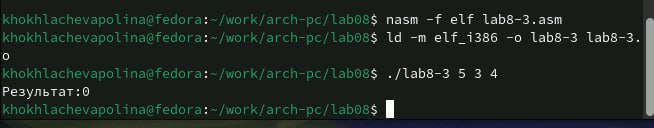 khokhlachevapolina@fedora:~/work/arch-pc/lab08$ nasm -f elf lab8-3.asm
khokhlachevapolina@fedora:~/work/arch-pc/lab08$ ld -m elf_i386 -o lab8-3 lab8-3.
o
khokhlachevapolina@fedora:~/work/arch-pc/lab08$ ./lab8-3 5 3 4
Результат:0
khokhlachevapolina@fedora:~/work/arch-pc/lab08$